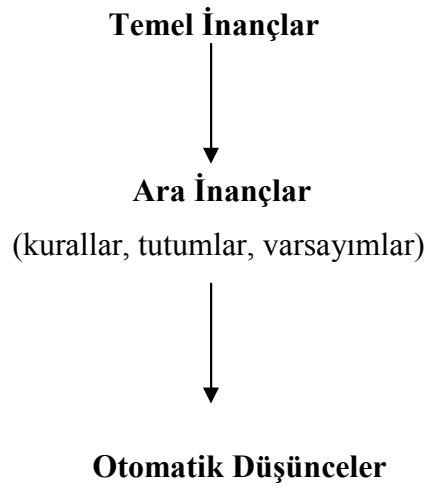 Temel İnançlar
Ara İnançlar
(kurallar, tutumlar, varsayımlar)
Otomatik Düşünceler